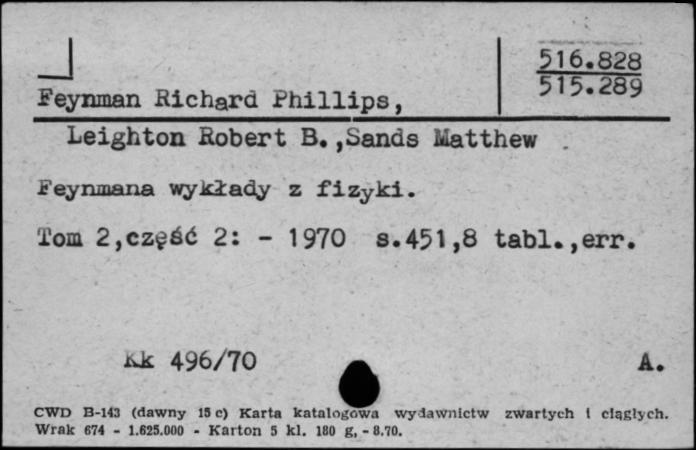 516.828
515.289
Feynman Richard Phillips,
Leighton Robert B.,Sands Matthew
Feynmana wykłady z fizyki.
Tom 2,część 2: - 1970 s.451,8 tabl.,err.
Kk 496/70 A.
CWD B-143 (dawny 15 c) Karta katalogowa wydawnictw zwartych i ciągłych.
Wrak 674 - 1.625.000 - Karton 5 kl. 180 g, - 8.70.